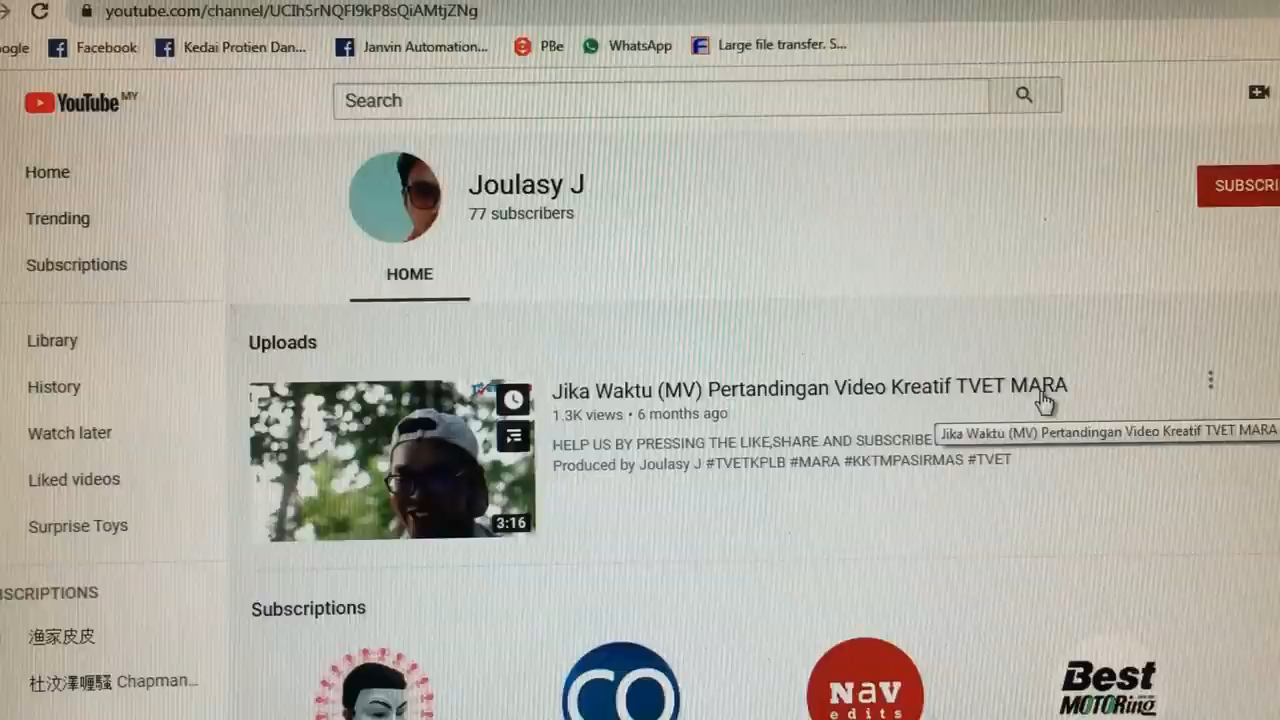 youtube.com/channel/UCIh5rNQFI9kP8sQiAMtjZNg
ogle Facebook Kedai Protien Dan... Janvin Automation... PBe WhatsApp Large file transfer. S...
YouTube MY
Search
Home
Trending
Subscriptions
Joulasy J
77 subscribers
SUBSCRI
HOME
Library
History
Watch later
Liked videos
Surprise Toys
Uploads
3:16
Jika Waktu (MV) Pertandingan Video Kreatif TVET MARA
1.3K views • 6 months ago
HELP US BY PRESSING THE LIKE,SHARE AND SUBSCRIBE
Jika Waktu (MV) Pertandingan Video Kreatif TVET MARA
Produced by Joulasy J #TVETKPLB #MARA #KKTMPASIRMAS #TVET
BSCRIPTIONS
渔家皮皮
杜汶澤喱騷 Chapman...
Subscriptions
CO
Nav
edits
Best
MOTORing